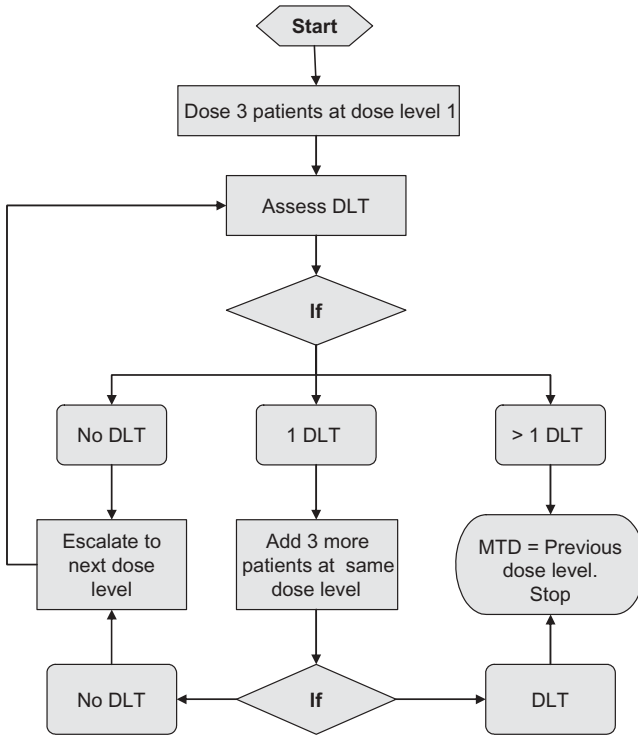 Start
Dose 3 patients at dose level 1
Assess DLT
If
No DLT
1 DLT
> 1 DLT
Escalate to
next dose
level
Add 3 more
patients at same
dose level
MTD = Previous
dose level.
Stop
No DLT
If
DLT